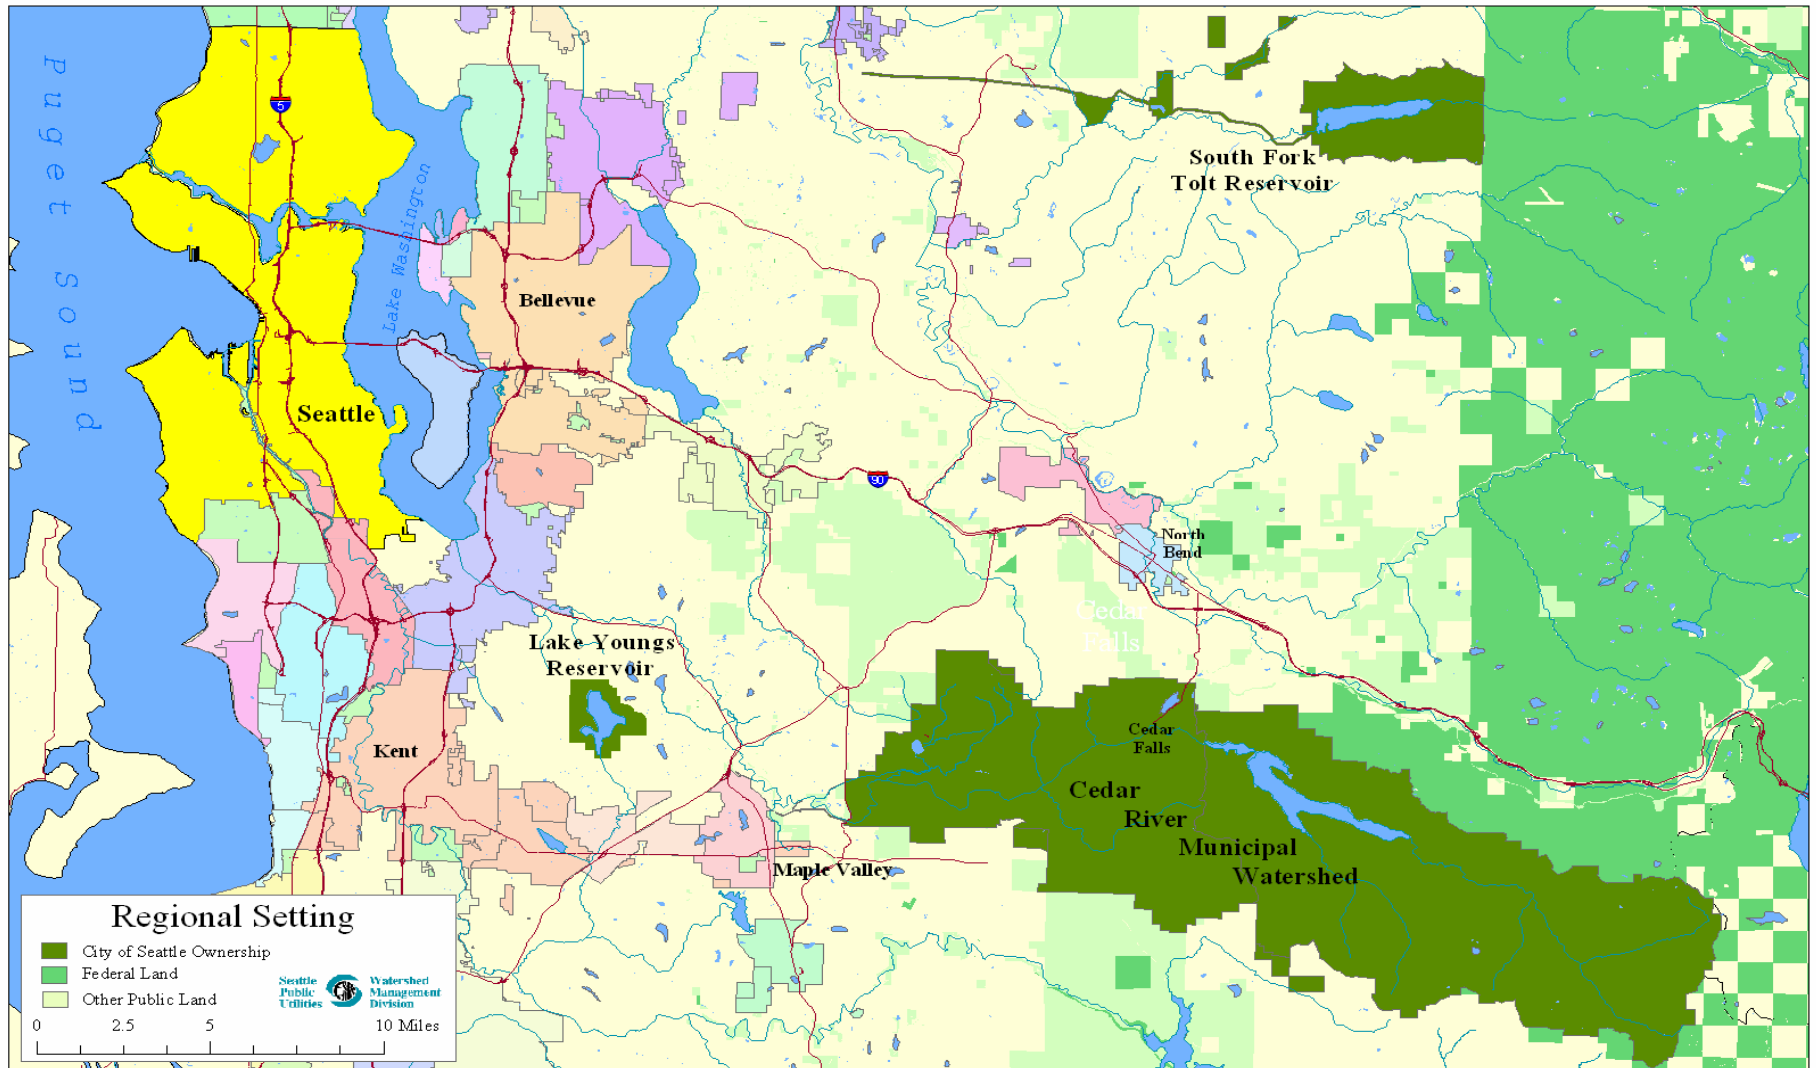 Puget Sound
5
Lake Washington
South Fork
Tolt Reservoir
Bellevue
Seattle
90
North
Bend
Cedar
Falls
Lake Youngs
Reservoir
Kent
Cedar
Falls
Cedar
River
Municipal
Watershed
Maple Valley
Regional Setting
City of Seattle Ownership
Federal Land
Other Public Land
Seattle
Public
Utilities
Watershed
Management
Division
0 2.5 5 10 Miles